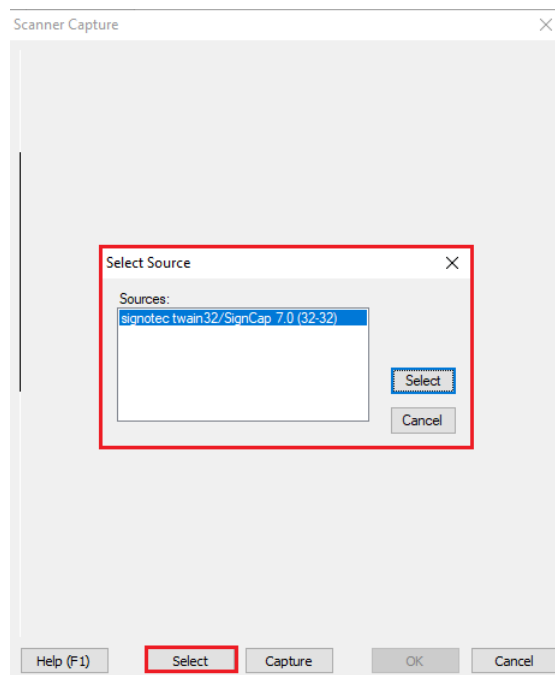 Scanner Capture
Select Source
Sources:
signotec twain32/SignCap 7.0 (32-32)
Select
Cancel
Help (F1)
Select
Capture
OK
Cancel